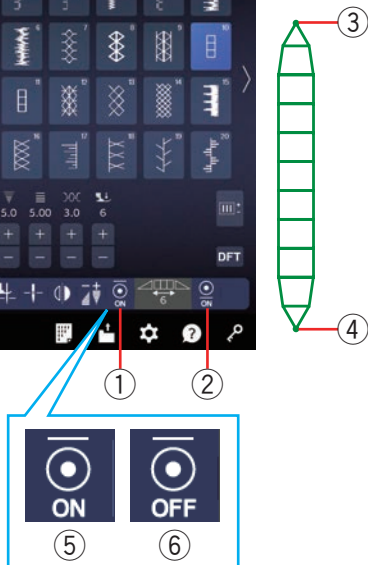 6 7 8 9 10
③
11 12 13 14 15
16 17 18 19 20
5.0 5.00 3.0 6
+ + + +
− − − −
DFT
ON 6 ON
④
?
① ②
ON OFF
⑤ ⑥